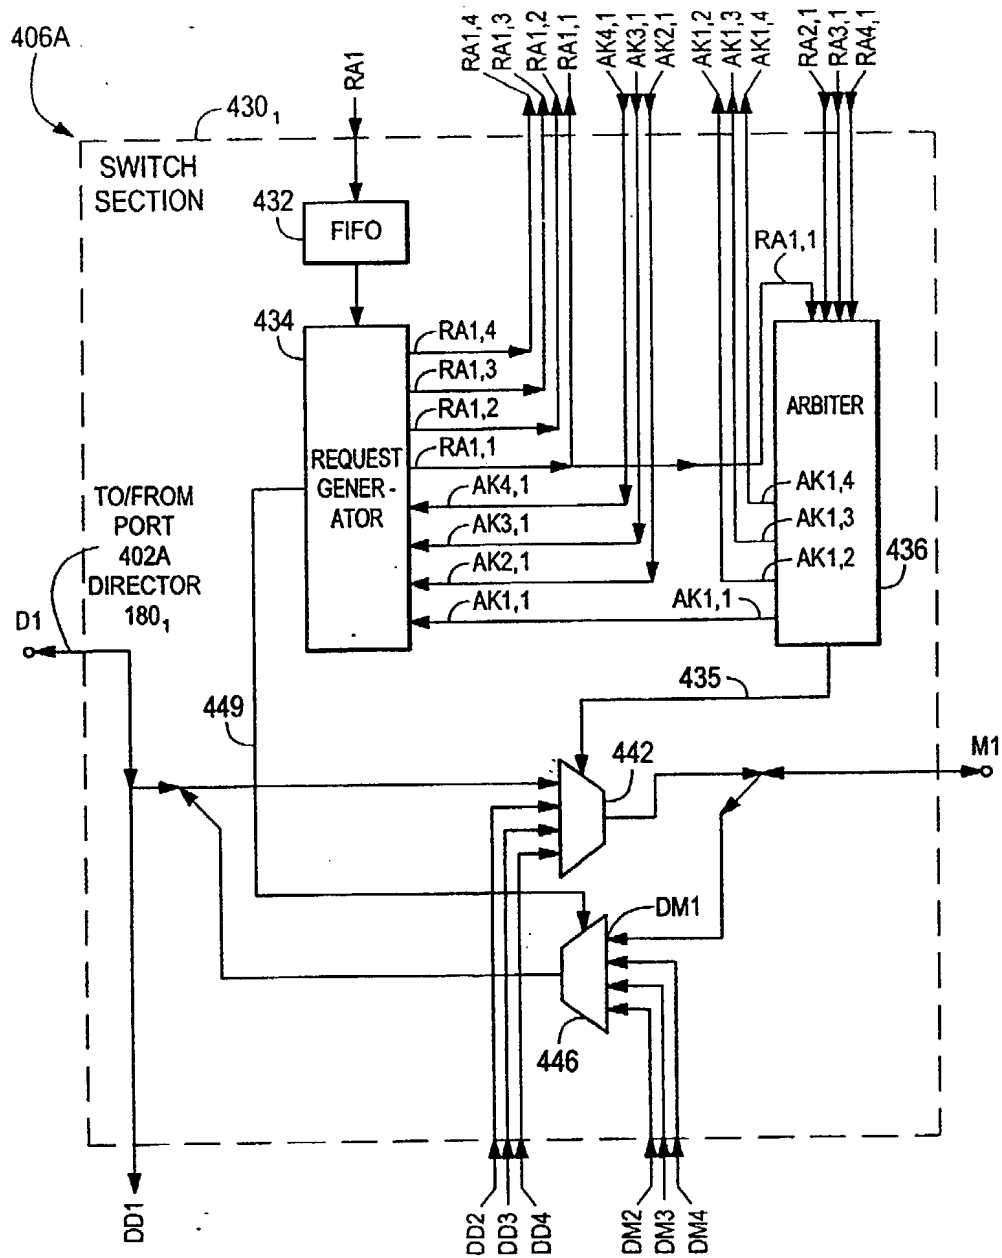 406A
RA1
RA1,4
RA1,3
RA1,2
RA1,1
AK4,1
AK3,1
AK2,1
AK1,2
AK1,3
AK1,4
RA2,1
RA3,1
RA4,1
430₁
SWITCH
SECTION
432
FIFO
RA1,1
434
RA1,4
RA1,3
RA1,2
RA1,1
REQUEST
GENER-
ATOR
AK4,1
AK3,1
AK2,1
AK1,1
ARBITER
AK1,4
AK1,3
AK1,2
AK1,1
436
TO/FROM
PORT
402A
DIRECTOR
180₁
D1
435
449
442
M1
DM1
446
DD1
DD2
DD3
DD4
DM2
DM3
DM4